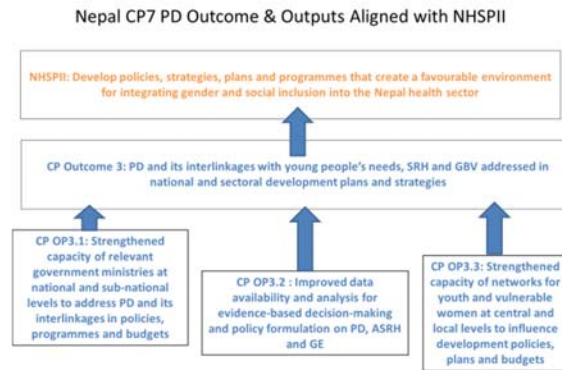 Nepal CP7 PD Outcome & Outputs Aligned with NHSPII
NHSPII: Develop policies, strategies, plans and programmes that create a favourable environment
for integrating gender and social inclusion into the Nepal health sector
CP Outcome 3: PD and its interlinkages with young people's needs, SRH and GBV addressed in
national and sectoral development plans and strategies
CP OP3.1: Strengthened
capacity of relevant
government ministries at
national and sub-national
levels to address PD and its
interlinkages in policies,
programmes and budgets
CP OP3.2 : Improved data
availability and analysis for
evidence-based decision-making
and policy formulation on PD, ASRH
and GE
CP OP3.3: Strengthened
capacity of networks for
youth and vulnerable
women at central and
local levels to influence
development policies,
plans and budgets